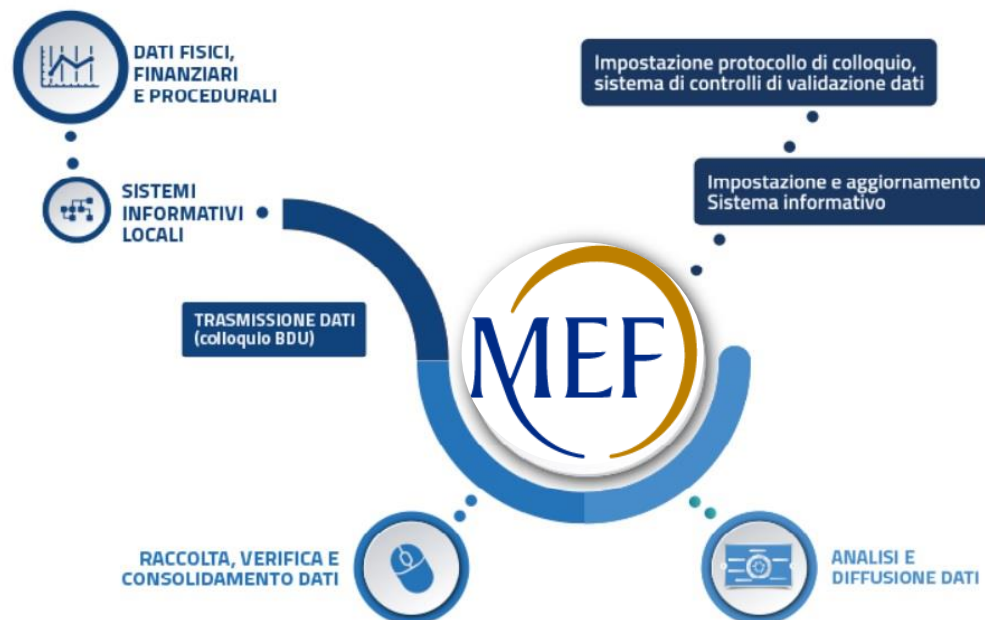 DATI FISICI,
FINANZIARI
E PROCEDURALI
SISTEMI
INFORMATIVI
LOCALI
TRASMISSIONE DATI
(colloquio BDU)
Impostazione protocollo di colloquio,
sistema di controlli di validazione dati
Impostazione e aggiornamento
Sistema informativo
MEF
RACCOLTA, VERIFICA E
CONSOLIDAMENTO DATI
ANALISI E
DIFFUSIONE DATI